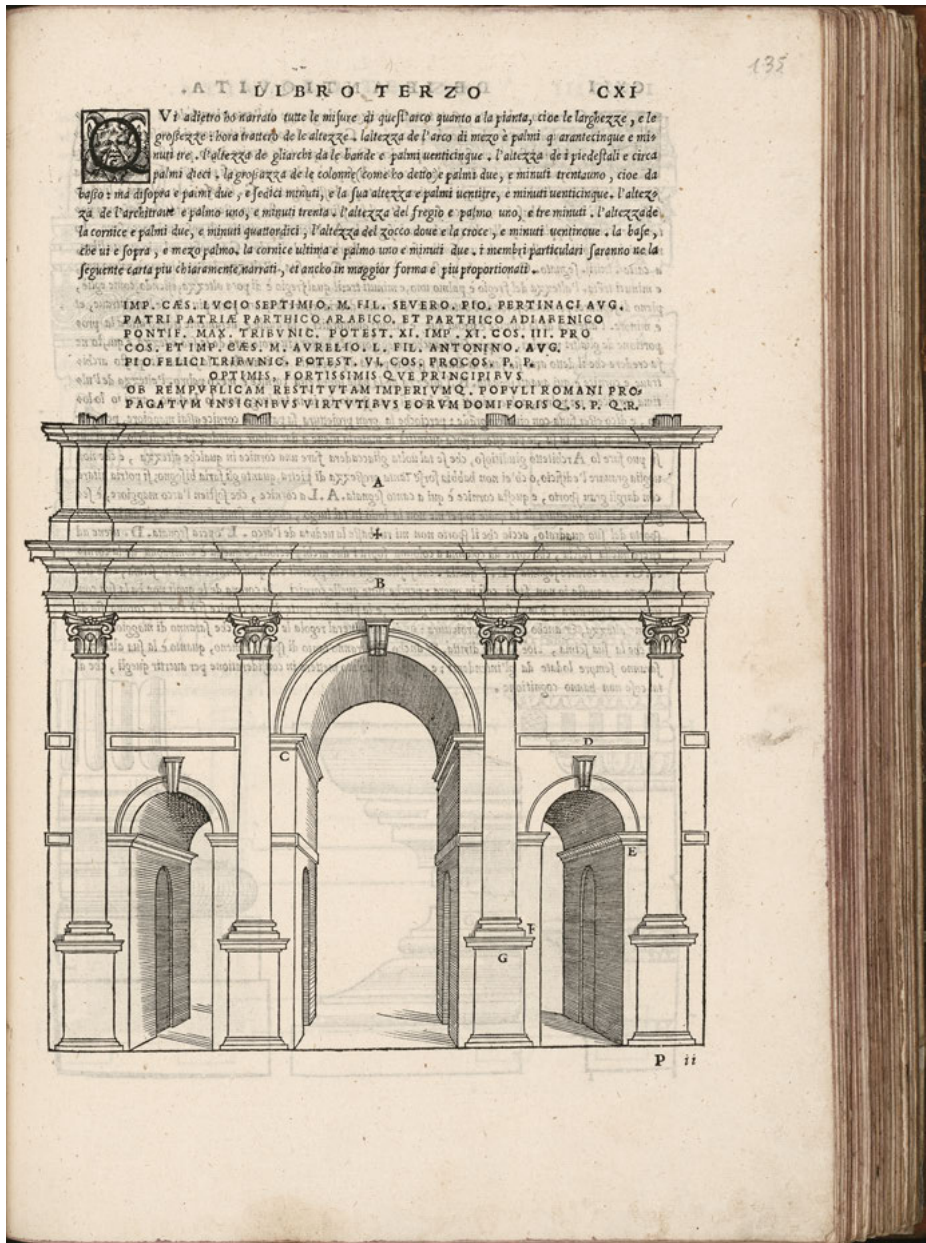 135
LIBRO TERZO CXI
QVi adietro ho narrato tutte le misure di quest'arco quanto a la pianta, cioe le larghezze, e le
grossezze: hora trattero de le altezze. laltezza de l'arco di mezo è palmi quarantecinque e mi-
nuti tre. l'altezza de gliarchi da le bande e palmi uenticinque. l'altezza de i piedestali e circa
palmi dieci. la grossazza de le colonne come ho detto e palmi due, e minuti trentauno, cioe da
basso: ma disopra e palmi due, e sedici minuti, e la sua altezza e palmi uentitre, e minuti uenticinque. l'altez-
za de l'architraue e palmo uno, e minuti trenta. l'altezza del fregio e palmo uno, e tre minuti. l'altezza de
la cornice e palmi due, e minuti quattordici, l'altezza del zocco doue e la croce, e minuti uentinoue. la base,
che ui e sopra, e mezo palmo. la cornice ultima e palmo uno e minuti due. i membri particulari saranno ne la
seguente carta piu chiaramente narrati, et ancho in maggior forma e piu proportionati.
IMP. CÆS. LVCIO SEPTIMIO. M. FIL. SEVERO. PIO. PERTINACI AVG.
PATRI PATRIÆ PARTHICO ARABICO, ET PARTHICO ADIABENICO
PONTIF. MAX. TRIBVNIC. POTEST. XI. IMP. XI. COS. III. PRO
COS. ET IMP. CÆS. M. AVRELIO. L. FIL. ANTONINO. AVG.
PIO FELICI TRIBVNIC. POTEST. VI. COS. PROCOS. P. P.
OPTIMIS. FORTISSIMIS QVE PRINCIPIBVS
OB REMPVBLICAM RESTITVTAM IMPERIVMQ. POPVLI ROMANI PRO-
PAGATVM INSIGNIBVS VIRTVTIBVS EORVM DOMI FORIS Q. S. P. Q. R.
A
B
D
C
E
F
G
P ii